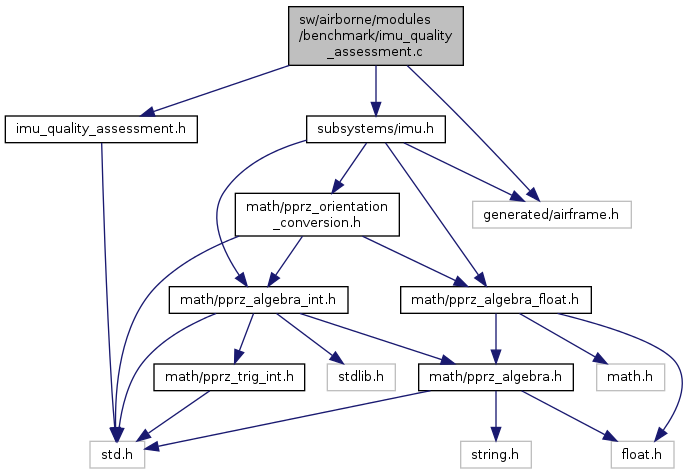 sw/airborne/modules
/benchmark/imu_quality
_assessment.c
imu_quality_assessment.h
subsystems/imu.h
math/pprz_orientation
_conversion.h
generated/airframe.h
math/pprz_algebra_int.h
math/pprz_algebra_float.h
math/pprz_trig_int.h
stdlib.h
math/pprz_algebra.h
math.h
std.h
string.h
float.h